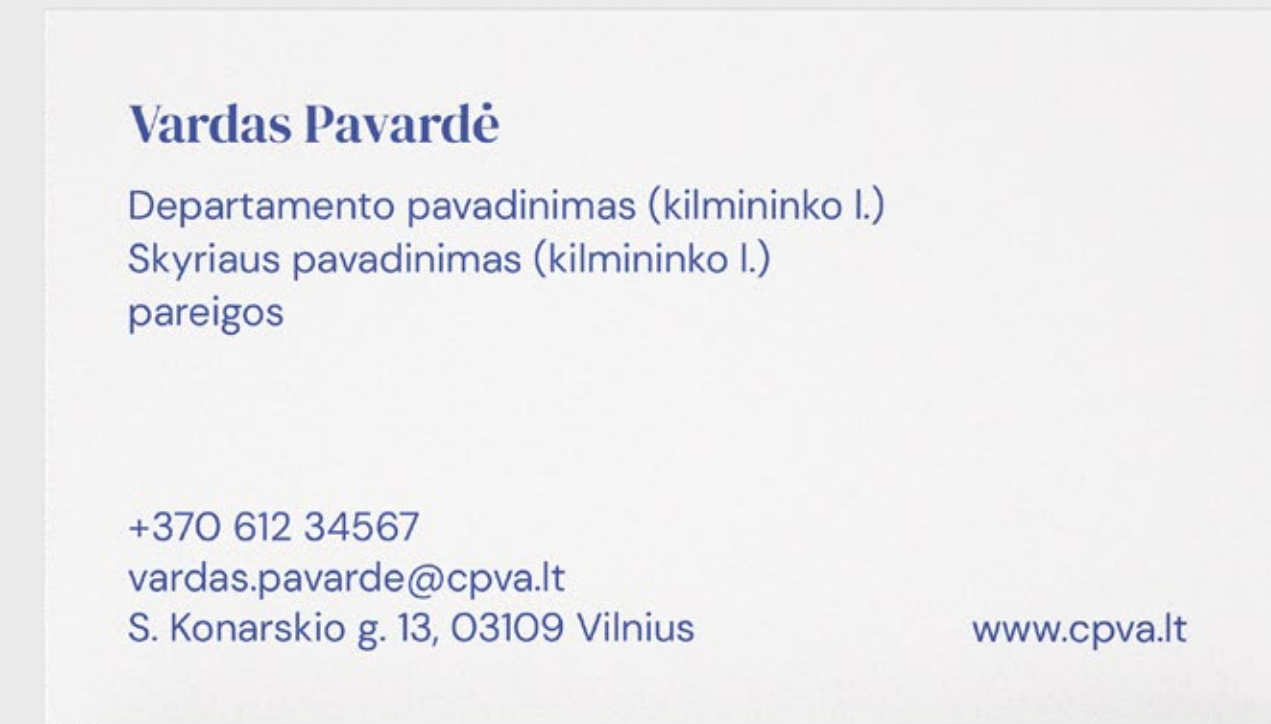 Vardas Pavardė
Departamento pavadinimas (kilmininko l.)
Skyriaus pavadinimas (kilmininko l.)
pareigos
+370 612 34567
vardas.pavarde@cpva.lt
S. Konarskio g. 13, 03109 Vilnius
www.cpva.lt